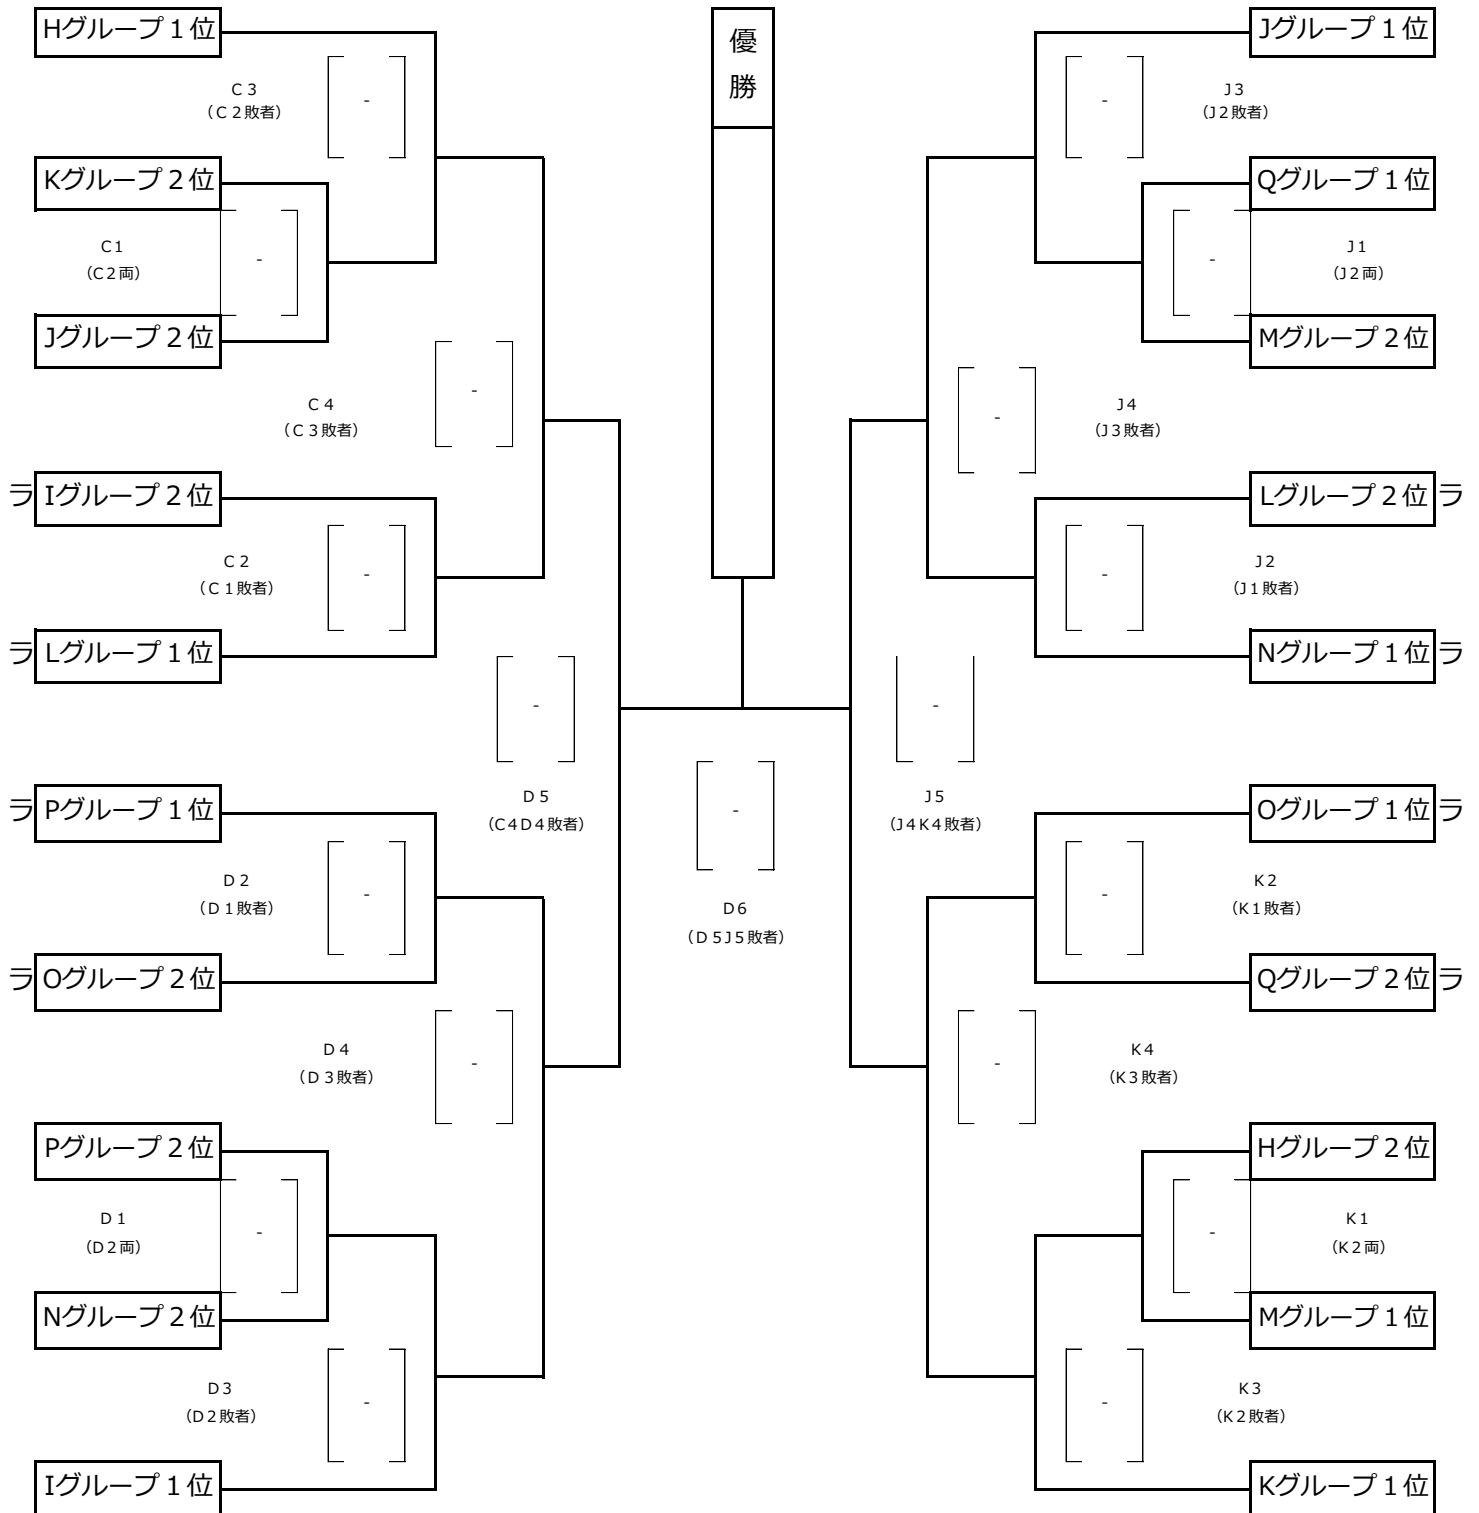 Hグループ１位
優
勝
Jグループ１位
C３
（C２敗者）
-
-
J３
（J２敗者）
Kグループ２位
Qグループ１位
C１
（C２両）
-
-
J１
（J２両）
Jグループ２位
Mグループ２位
C４
（C３敗者）
-
-
J４
（J３敗者）
ラ Iグループ２位
Lグループ２位 ラ
C２
（C１敗者）
-
-
J２
（J１敗者）
ラ Lグループ１位
Nグループ１位 ラ
-
-
D５
（C４D４敗者）
-
J５
（J４K４敗者）
ラ Pグループ１位
Oグループ１位 ラ
D２
（D１敗者）
-
D６
（D５J５敗者）
-
K２
（K１敗者）
ラ Oグループ２位
Qグループ２位 ラ
D４
（D３敗者）
-
-
K４
（K３敗者）
Pグループ２位
Hグループ２位
D１
（D２両）
-
-
K１
（K２両）
Nグループ２位
Mグループ１位
D３
（D２敗者）
-
-
K３
（K２敗者）
Iグループ１位
Kグループ１位